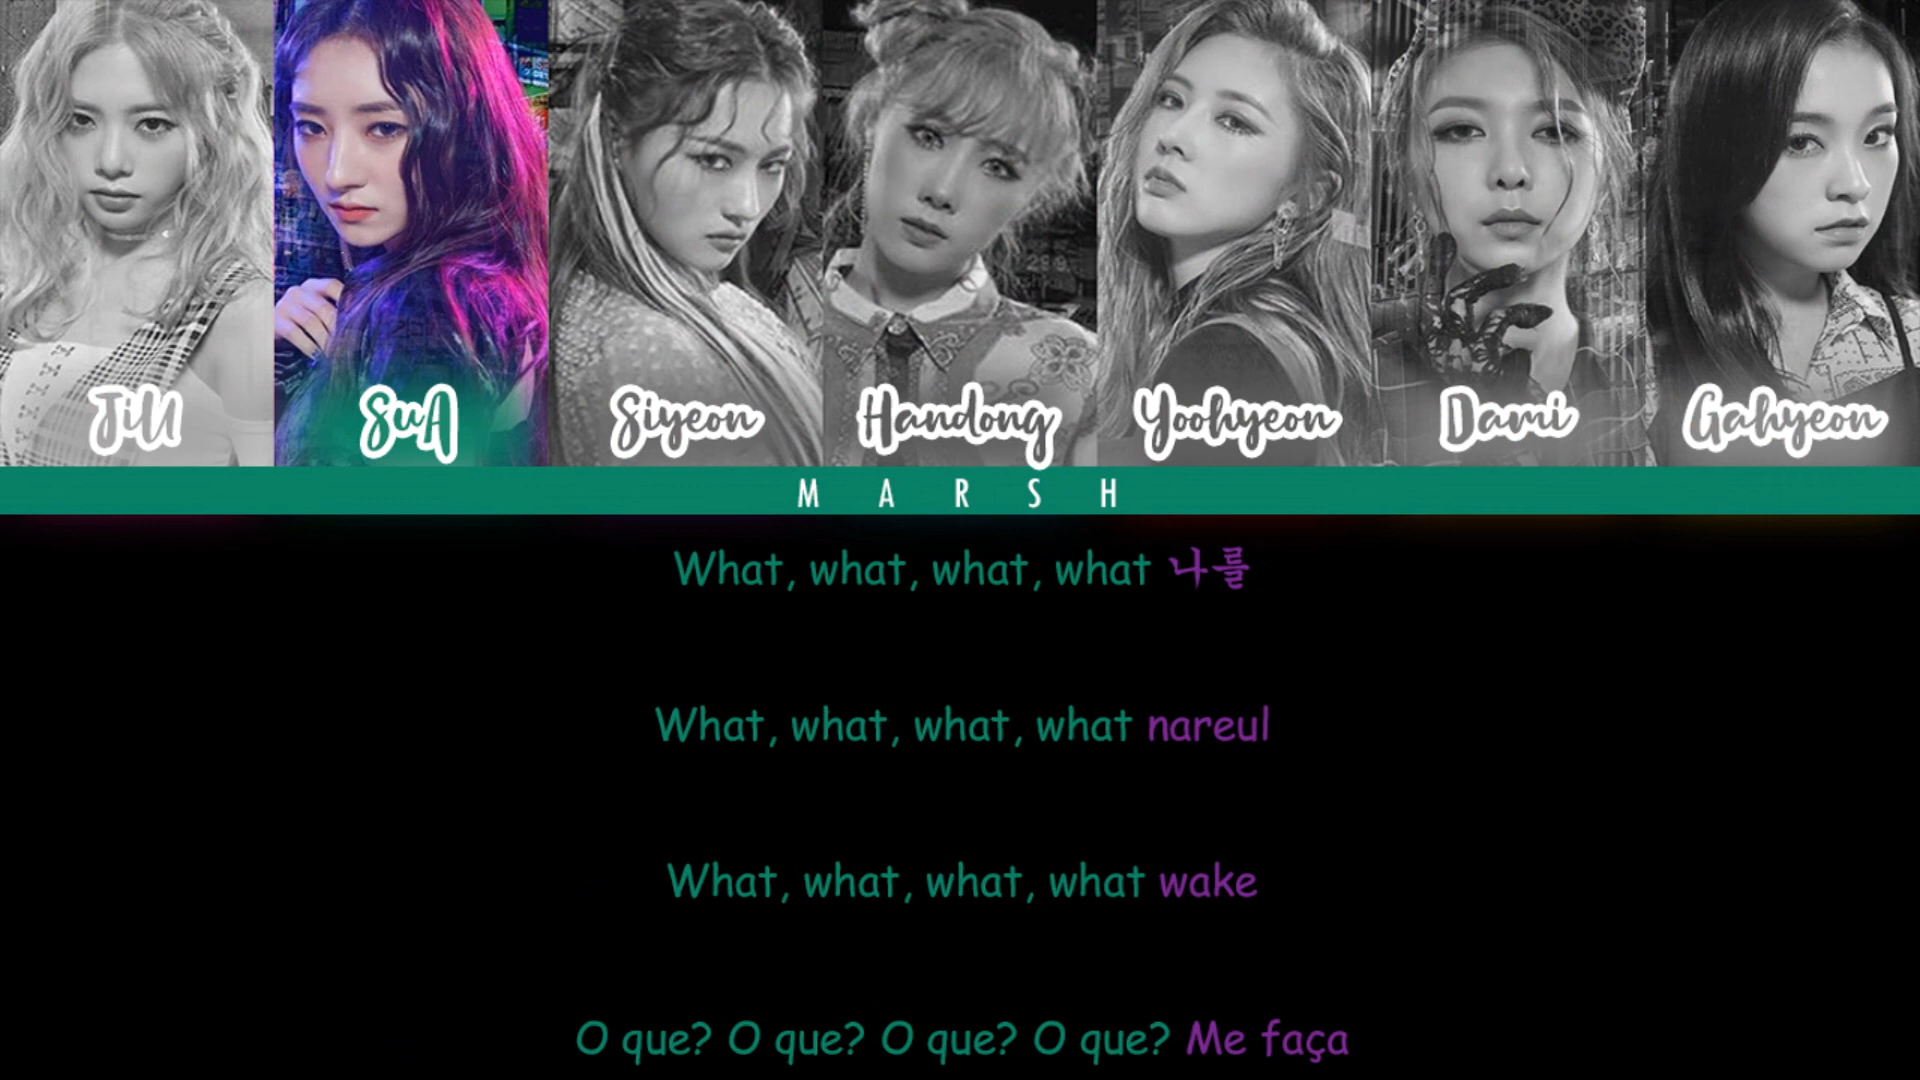 JiU SuA Siyeon Handong Yoohyeon Dami Gahyeon
MARSH
What, what, what, what 나를
What, what, what, what nareul
What, what, what, what wake
O que? O que? O que? O que? Me faça